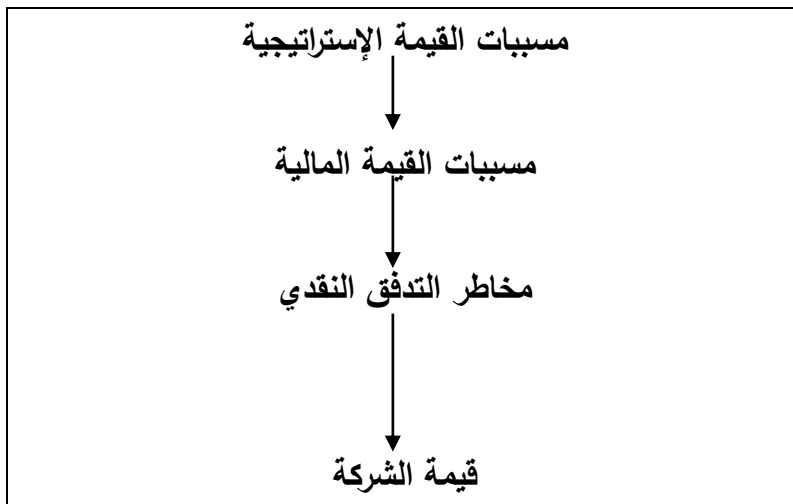 مسببات القيمة الإستراتيجية
مسببات القيمة المالية
مخاطر التدفق النقدي
قيمة الشركة